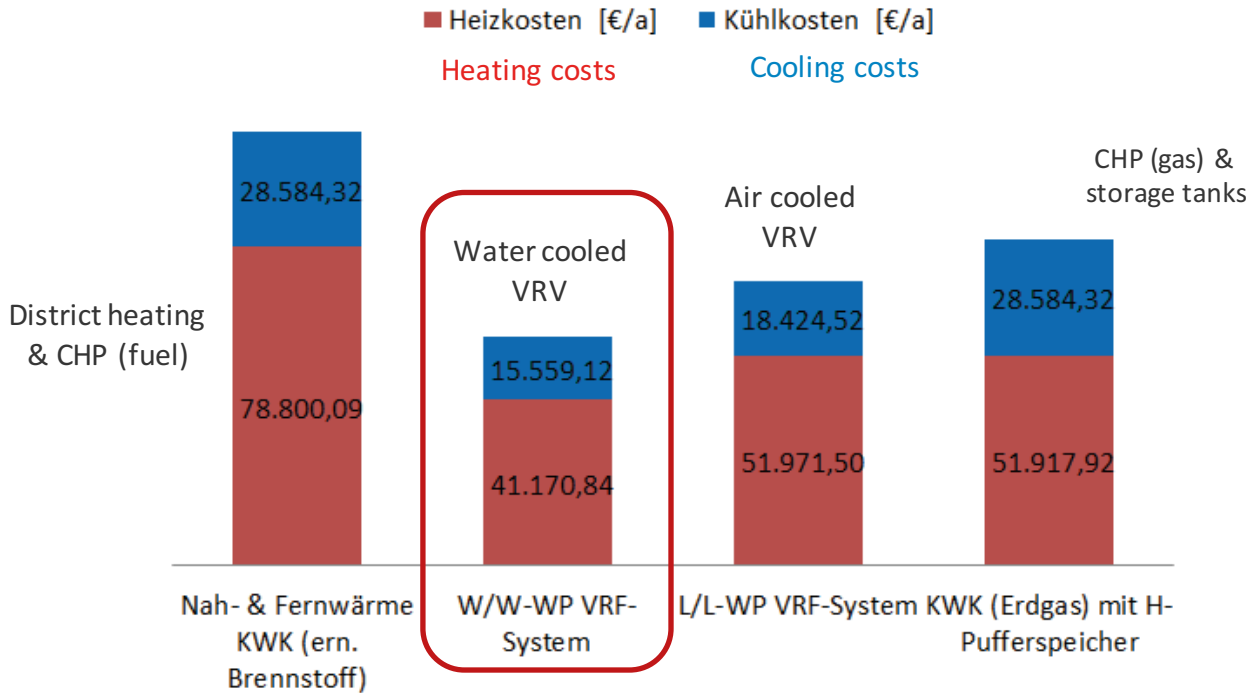 Heizkosten [€/a]
Kühlkosten [€/a]
Heating costs
Cooling costs
28.584,32
78.800,09
District heating
& CHP (fuel)
Water cooled
VRV
15.559,12
41.170,84
Air cooled
VRV
18.424,52
51.971,50
CHP (gas) &
storage tanks
28.584,32
51.917,92
Nah- & Fernwärme
KWK (ern.
Brennstoff)
W/W-WP VRF-
System
L/L-WP VRF-System
KWK (Erdgas) mit H-
Pufferspeicher